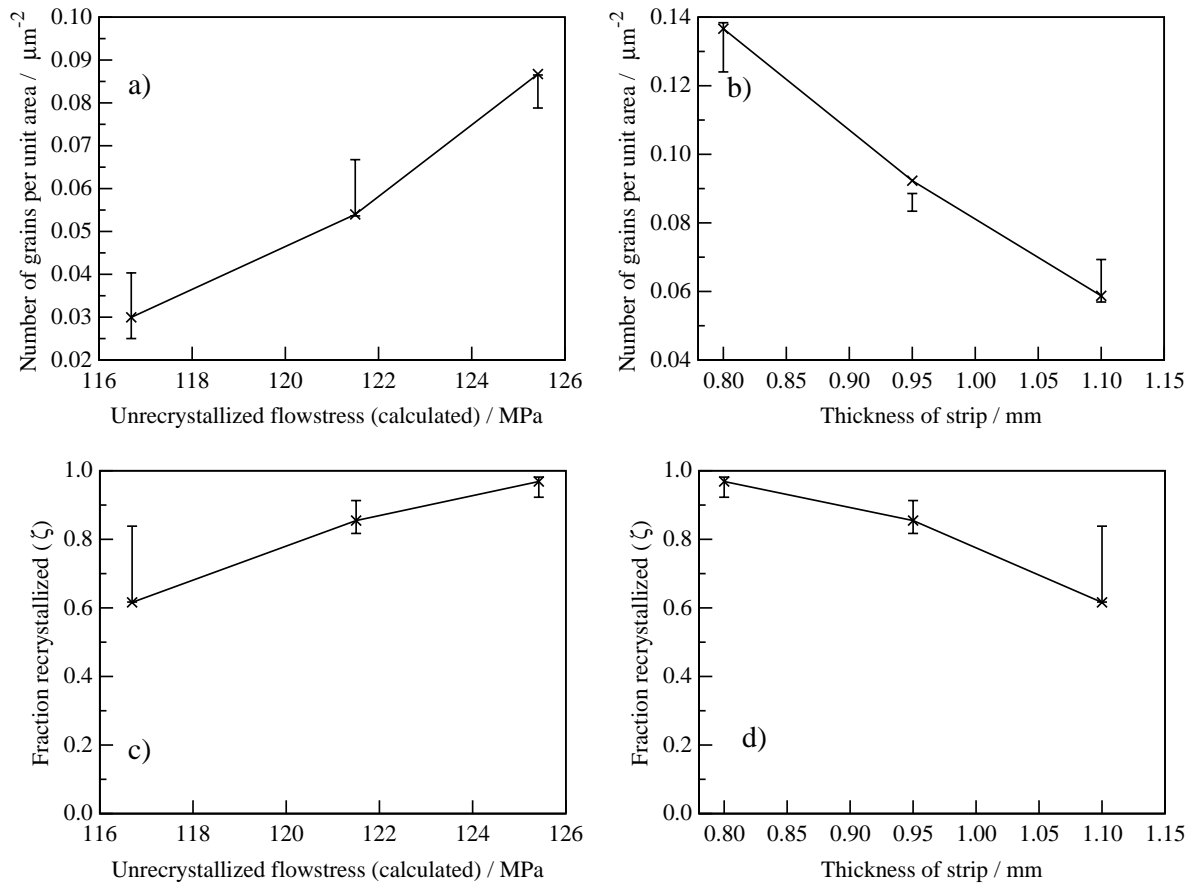 Number of grains per unit area / μm-2
0.10
0.09
0.08
0.07
0.06
0.05
0.04
0.03
0.02
a)
116 118 120 122 124 126
Unrecrystallized flowstress (calculated) / MPa
Number of grains per unit area / μm-2
0.14
0.12
0.10
0.08
0.06
0.04
b)
0.80 0.85 0.90 0.95 1.00 1.05 1.10 1.15
Thickness of strip / mm
Fraction recrystallized (ζ)
1.0
0.8
0.6
0.4
0.2
0.0
c)
116 118 120 122 124 126
Unrecrystallized flowstress (calculated) / MPa
Fraction recrystallized (ζ)
1.0
0.8
0.6
0.4
0.2
0.0
d)
0.80 0.85 0.90 0.95 1.00 1.05 1.10 1.15
Thickness of strip / mm